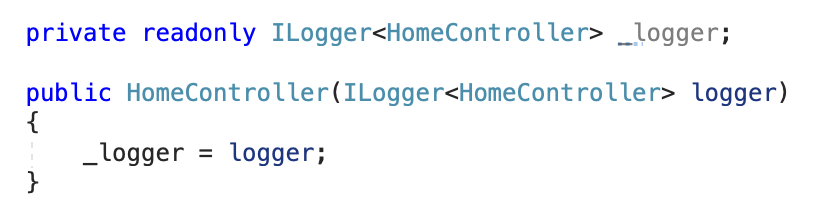 private readonly ILogger<HomeController> _logger;
public HomeController(ILogger<HomeController> logger)
{
_logger = logger;
}